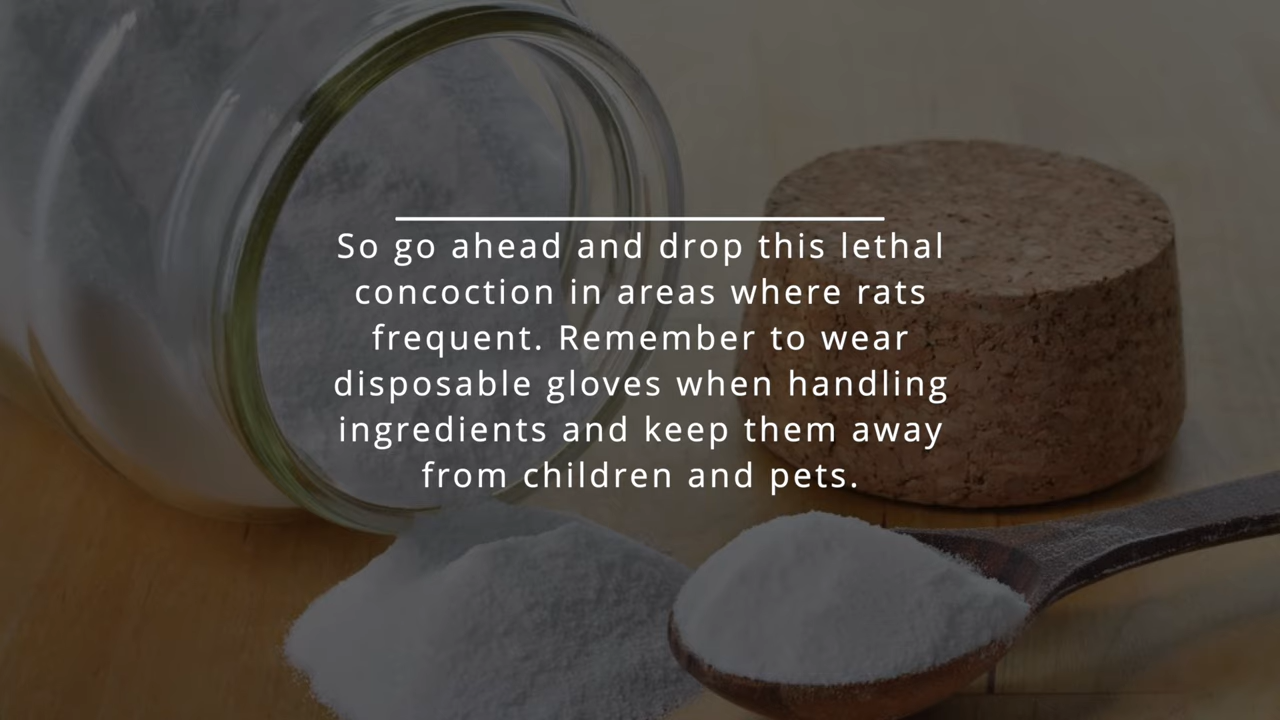 So go ahead and drop this lethal
concoction in areas where rats
frequent. Remember to wear
disposable gloves when handling
ingredients and keep them away
from children and pets.